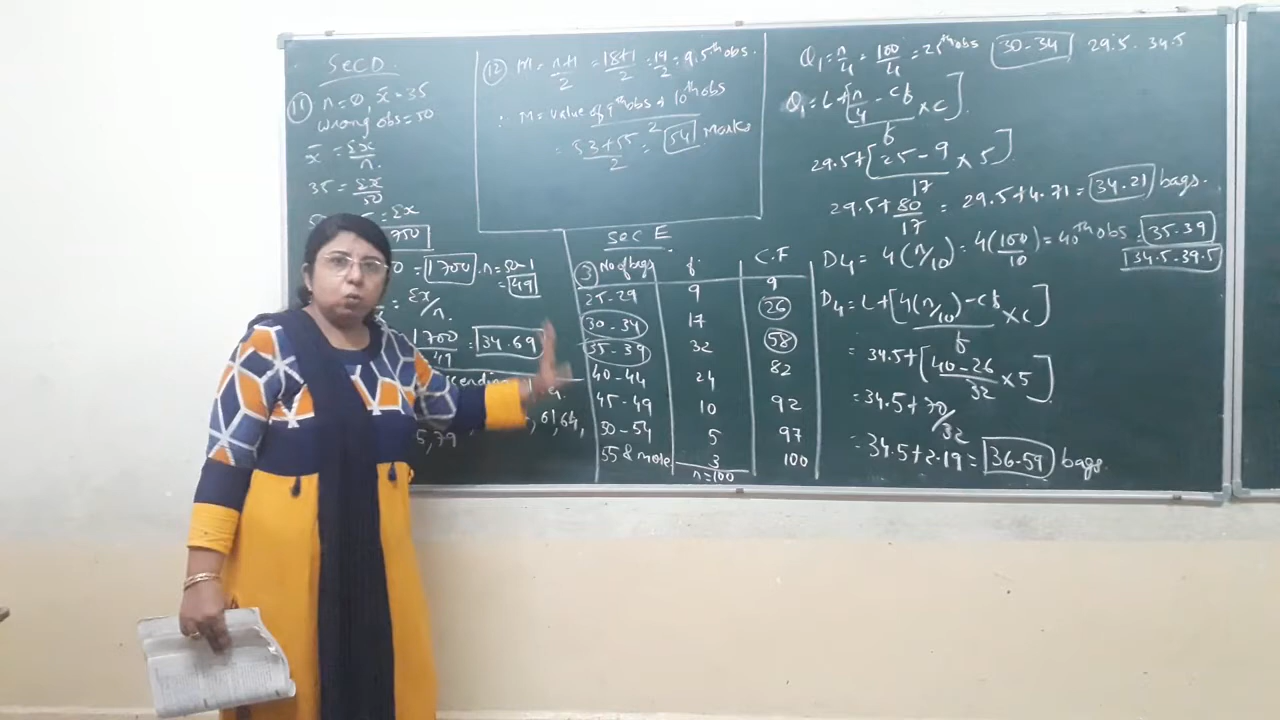 Sec D
11 n = 0, x̄ = 35
wrong obs = 50
x̄ = Σx/n.
35 = Σx/50
= Σx
750
0 = 1700 . n = 50-1
= 49
= Σx/n.
1700/49 = 34.69
scending
, 61, 64,
5, 79
12 M = n+1/2 = 18+1/2 = 19/2 = 9.5th obs.
∴ M = value of 9th obs + 10th obs
2
= 53+55/2 = 54 Marks
Sec E
3 No of bags f C.F
25-29 9 9
30-34 17 26
35-39 32 58
40-44 24 82
45-49 10 92
50-54 5 97
55 & more 3 100
n=100
Q1 = n/4 = 100/4 = 25th obs 30-34 29.5-34.5
Q1 = L+[n/4 - cf/f × c]
29.5+[25-9/17 × 5]
29.5+80/17 = 29.5+4.71 = 34.21 bags.
D4 = 4(n/10) = 4(100/10) = 40th obs = 35-39
34.5-39.5
D4 = L+[4(n/10)-cf/f × c]
= 34.5+[40-26/32 × 5]
= 34.5+70/32
= 34.5+2.19 = 36.59 bags.